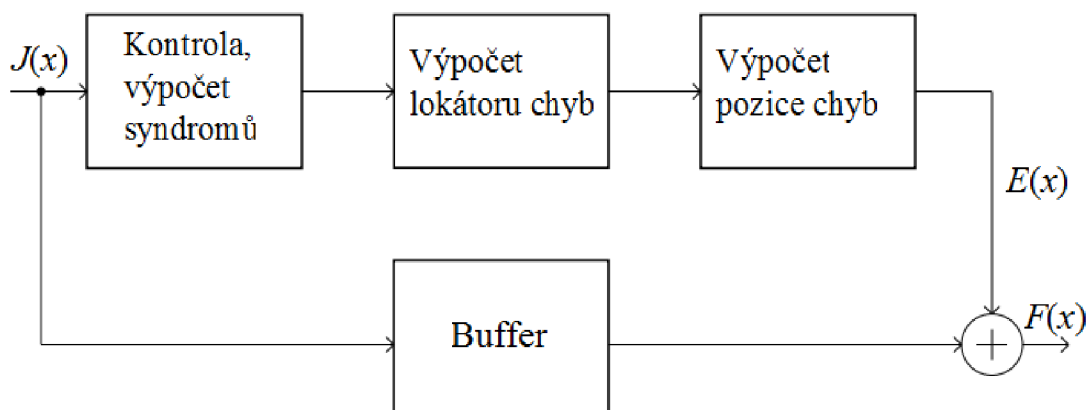 J(x)
Kontrola,
výpočet
syndromů
Výpočet
lokátoru chyb
Výpočet
pozice chyb
E(x)
Buffer
+
F(x)